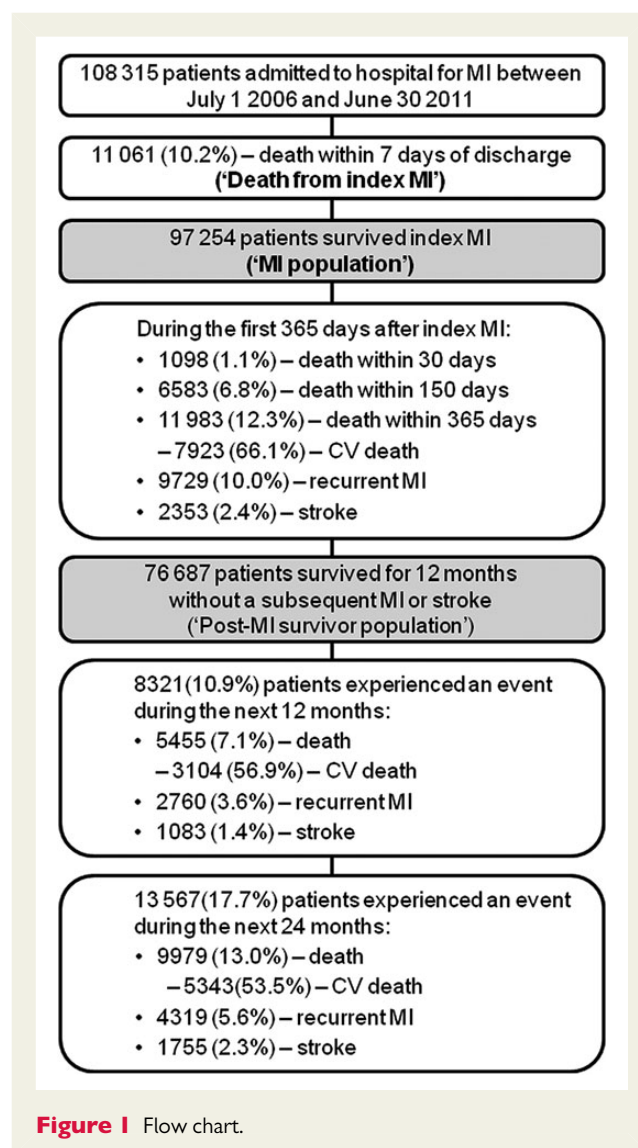 108 315 patients admitted to hospital for MI between
July 1 2006 and June 30 2011
11 061 (10.2%) – death within 7 days of discharge
('Death from index MI')
97 254 patients survived index MI
('MI population')
During the first 365 days after index MI:
• 1098 (1.1%) – death within 30 days
• 6583 (6.8%) – death within 150 days
• 11 983 (12.3%) – death within 365 days
– 7923 (66.1%) – CV death
• 9729 (10.0%) – recurrent MI
• 2353 (2.4%) – stroke
76 687 patients survived for 12 months
without a subsequent MI or stroke
('Post-MI survivor population')
8321 (10.9%) patients experienced an event
during the next 12 months:
• 5455 (7.1%) – death
– 3104 (56.9%) – CV death
• 2760 (3.6%) – recurrent MI
• 1083 (1.4%) – stroke
13 567 (17.7%) patients experienced an event
during the next 24 months:
• 9979 (13.0%) – death
– 5343 (53.5%) – CV death
• 4319 (5.6%) – recurrent MI
• 1755 (2.3%) – stroke
Figure 1 Flow chart.